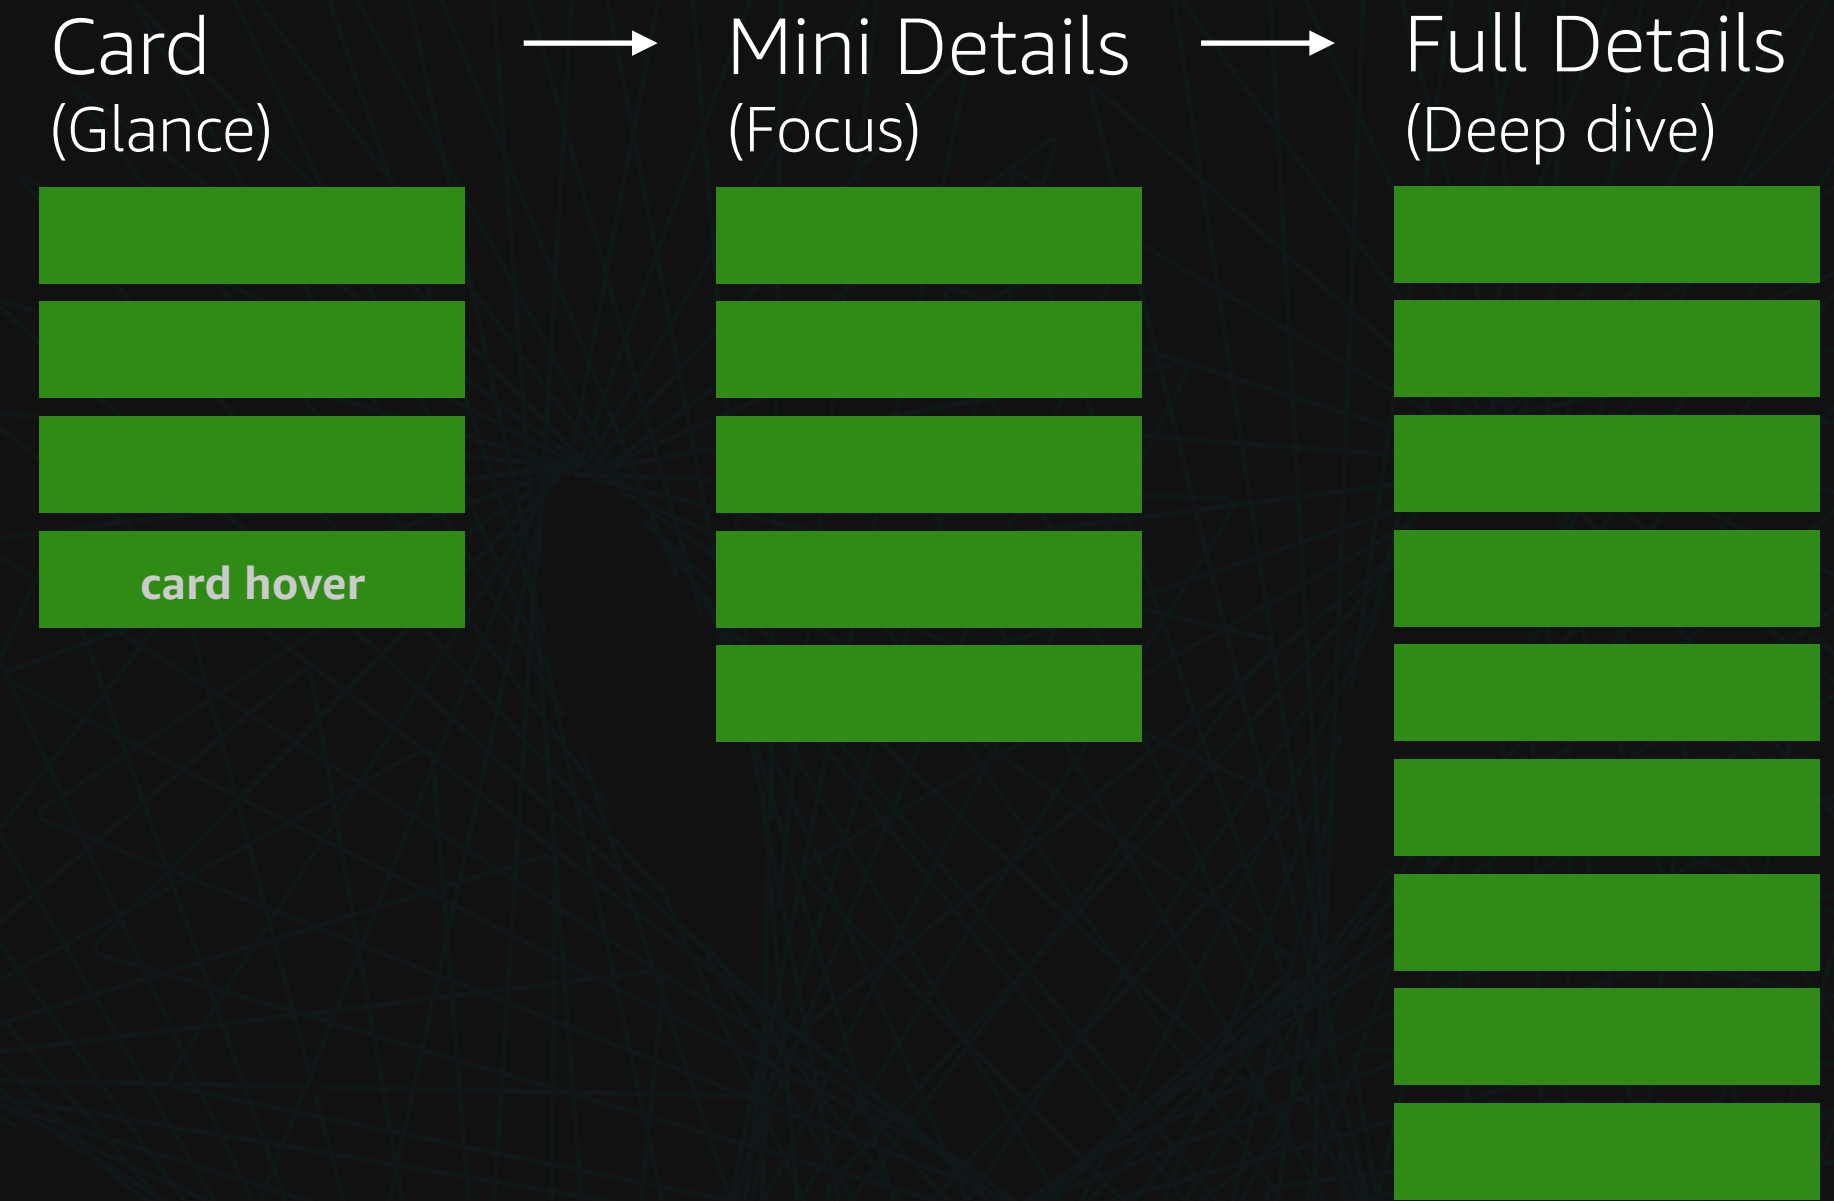 Card
(Glance)
card hover
Mini Details
(Focus)
Full Details
(Deep dive)